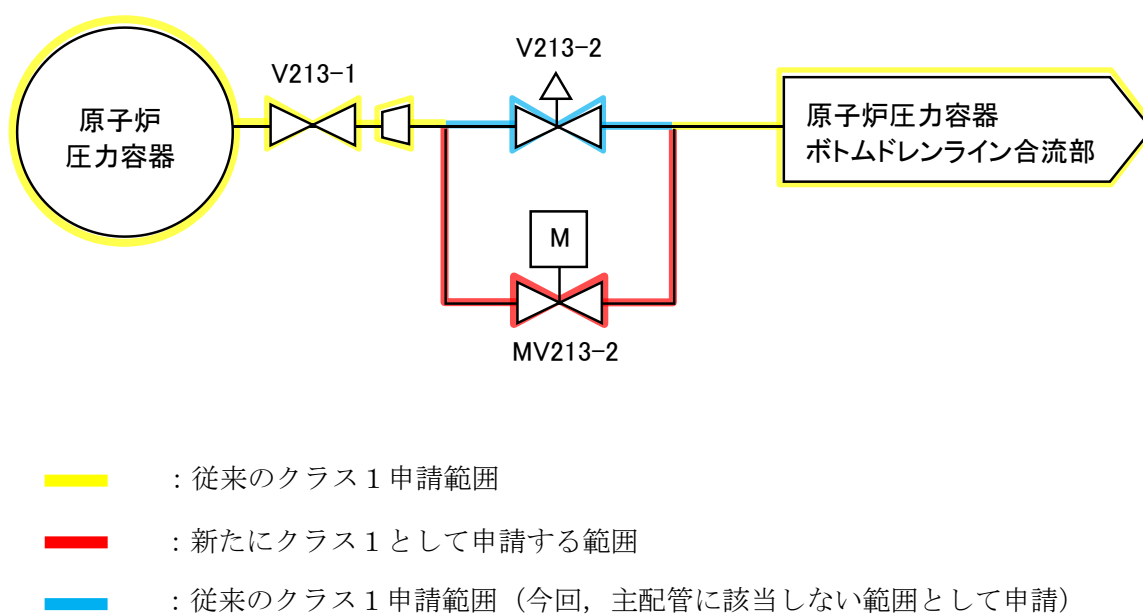 V213-2
V213-1
原子炉
圧力容器
原子炉圧力容器
ボトムドレンライン合流部
M
MV213-2
：従来のクラス１申請範囲
：新たにクラス１として申請する範囲
：従来のクラス１申請範囲（今回，主配管に該当しない範囲として申請）